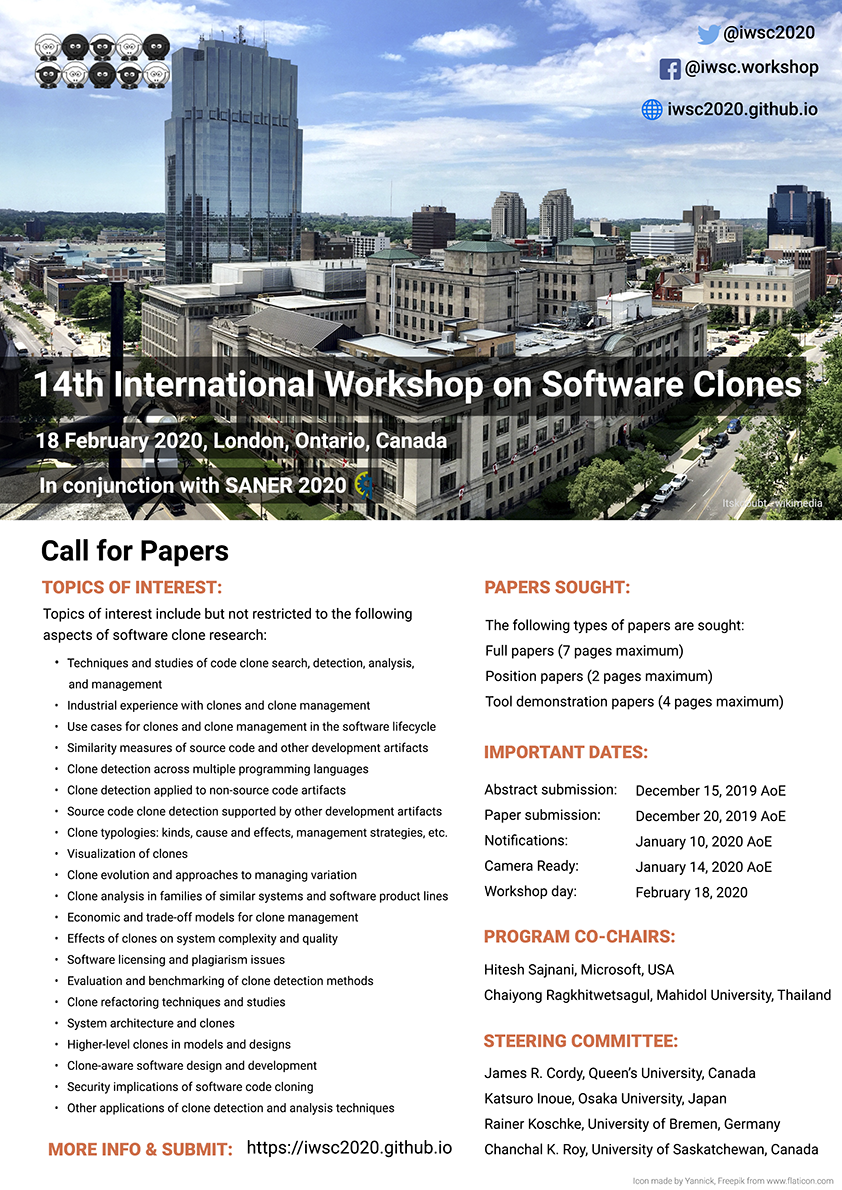 @iwsc2020
@iwsc.workshop
iwsc2020.github.io
14th International Workshop on Software Clones
18 February 2020, London, Ontario, Canada
In conjunction with SANER 2020
wikimedia
Call for Papers
TOPICS OF INTEREST:
Topics of interest include but not restricted to the following
aspects of software clone research:
• Techniques and studies of code clone search, detection, analysis,
and management
• Industrial experience with clones and clone management
• Use cases for clones and clone management in the software lifecycle
• Similarity measures of source code and other development artifacts
• Clone detection across multiple programming languages
• Clone detection applied to non-source code artifacts
• Source code clone detection supported by other development artifacts
• Clone typologies: kinds, cause and effects, management strategies, etc.
• Visualization of clones
• Clone evolution and approaches to managing variation
• Clone analysis in families of similar systems and software product lines
• Economic and trade-off models for clone management
• Effects of clones on system complexity and quality
• Software licensing and plagiarism issues
• Evaluation and benchmarking of clone detection methods
• Clone refactoring techniques and studies
• System architecture and clones
• Higher-level clones in models and designs
• Clone-aware software design and development
• Security implications of software code cloning
• Other applications of clone detection and analysis techniques
MORE INFO & SUBMIT: https://iwsc2020.github.io
PAPERS SOUGHT:
The following types of papers are sought:
Full papers (7 pages maximum)
Position papers (2 pages maximum)
Tool demonstration papers (4 pages maximum)
IMPORTANT DATES:
Abstract submission: December 15, 2019 AoE
Paper submission: December 20, 2019 AoE
Notifications: January 10, 2020 AoE
Camera Ready: January 14, 2020 AoE
Workshop day: February 18, 2020
PROGRAM CO-CHAIRS:
Hitesh Sajnani, Microsoft, USA
Chaiyong Ragkhitwetsagul, Mahidol University, Thailand
STEERING COMMITTEE:
James R. Cordy, Queen's University, Canada
Katsuro Inoue, Osaka University, Japan
Rainer Koschke, University of Bremen, Germany
Chanchal K. Roy, University of Saskatchewan, Canada
Icon made by Yannick, Freepik from www.flaticon.com